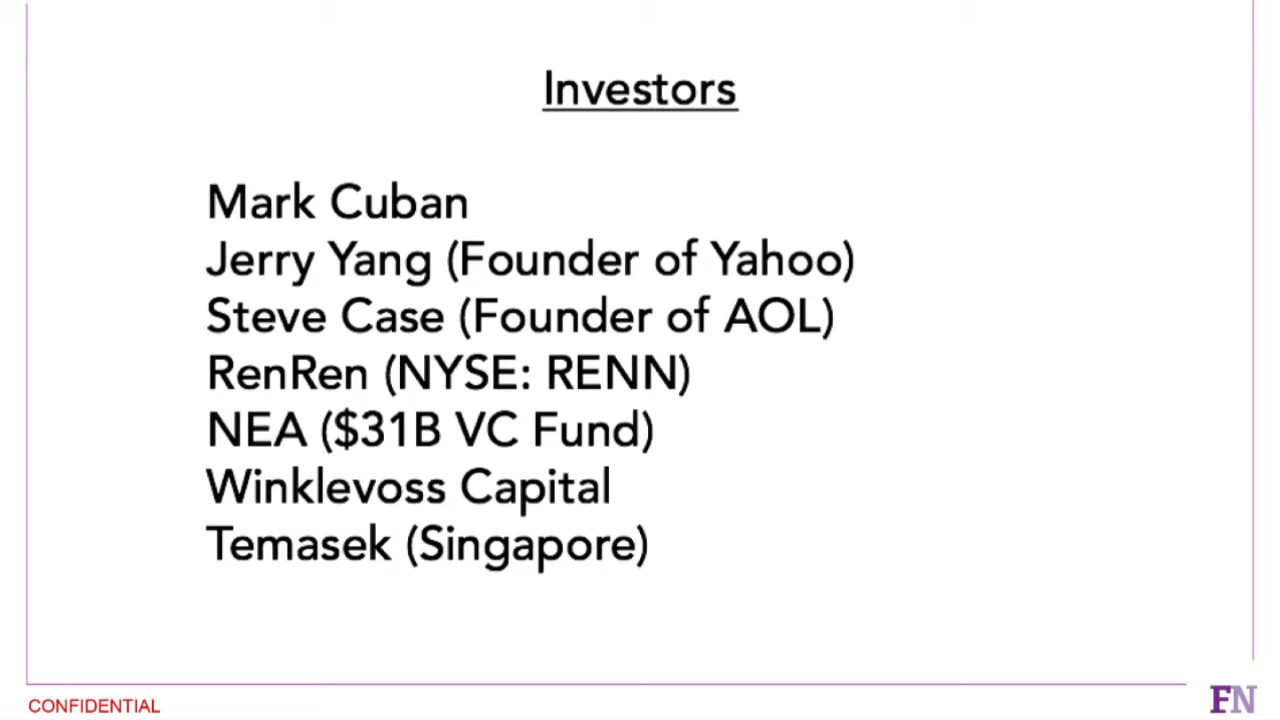 Investors
Mark Cuban
Jerry Yang (Founder of Yahoo)
Steve Case (Founder of AOL)
RenRen (NYSE: RENN)
NEA ($31B VC Fund)
Winklevoss Capital
Temasek (Singapore)
CONFIDENTIAL
FN